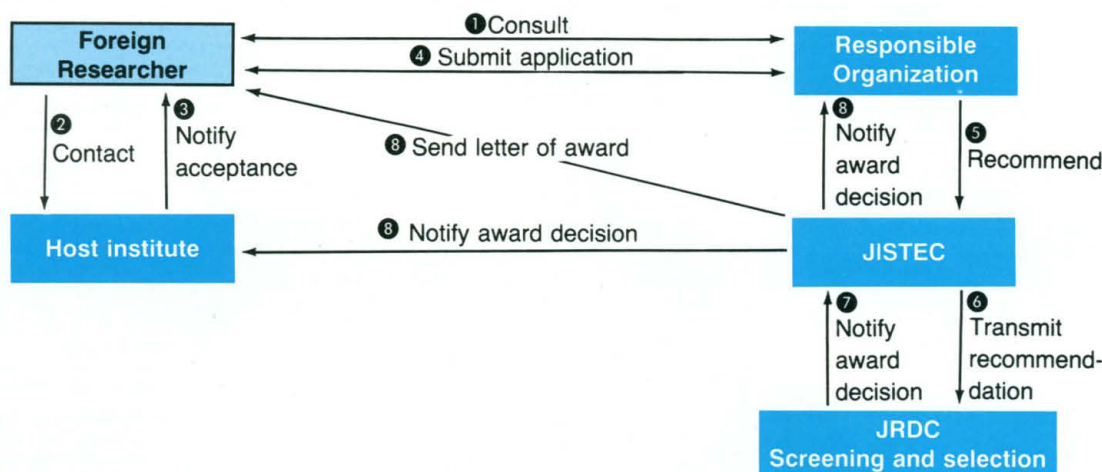 ❶Consult
Foreign
Researcher
❹ Submit application
Responsible
Organization
❷
Contact
❸
Notify
acceptance
❽ Send letter of award
❽
Notify
award
decision
❺
Recommend
Host institute
❽ Notify award decision
JISTEC
❼
Notify
award
decision
❻
Transmit
recommend-
dation
JRDC
Screening and selection